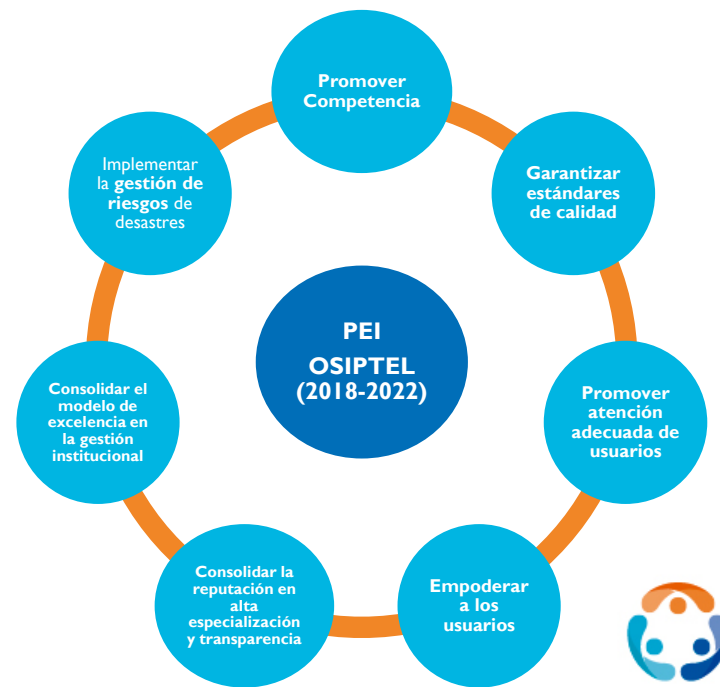 Promover
Competencia
Garantizar
estándares
de calidad
Promover
atención
adecuada de
usuarios
Empoderar
a los
usuarios
Consolidar la
reputación en
alta
especialización
y transparencia
Consolidar el
modelo de
excelencia en
la gestión
institucional
Implementar
la gestión de
riesgos de
desastres
PEI
OSIPTEL
(2018-2022)